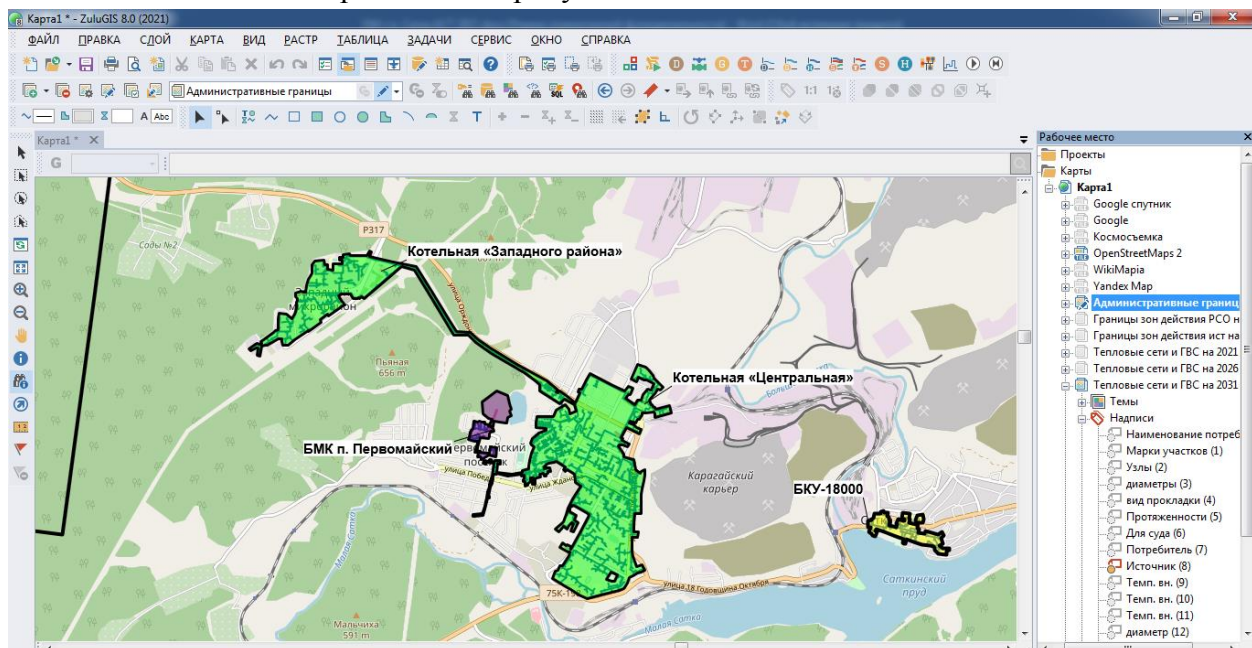 Карта1 * - ZuluGIS 8.0 (2021)
ФАЙЛ ПРАВКА СЛОЙ КАРТА ВИД РАСТР ТАБЛИЦА ЗАДАЧИ СЕРВИС ОКНО СПРАВКА
Административные границы
SQL
1:1
A Abc
Карта1 *
G
Рабочее место
Проекты
Карты
Карта1
Google спутник
Google
Космосъемка
OpenStreetMaps 2
WikiMapia
Yandex Map
Административные границ
Границы зон действия РСО н
Границы зон действия ист на
Тепловые сети и ГВС на 2021
Тепловые сети и ГВС на 2026
Тепловые сети и ГВС на 2031
Темы
Надписи
Наименование потреб
Марки участков (1)
Узлы (2)
диаметры (3)
вид прокладки (4)
Протяженности (5)
Для суда (6)
Потребитель (7)
Источник (8)
Темп. вн. (9)
Темп. вн. (10)
Темп. вн. (11)
диаметр (12)
Сады №2
Р317
Котельная «Западного района»
Пьяная
656 m
Котельная «Центральная»
БМК п. Первомайский
Карагайский
карьер
БКУ-18000
Малая Сатка
Саткинский
пруд
улица 18 годовщина Октября
Мальчиха
591 m
Малая Сатка